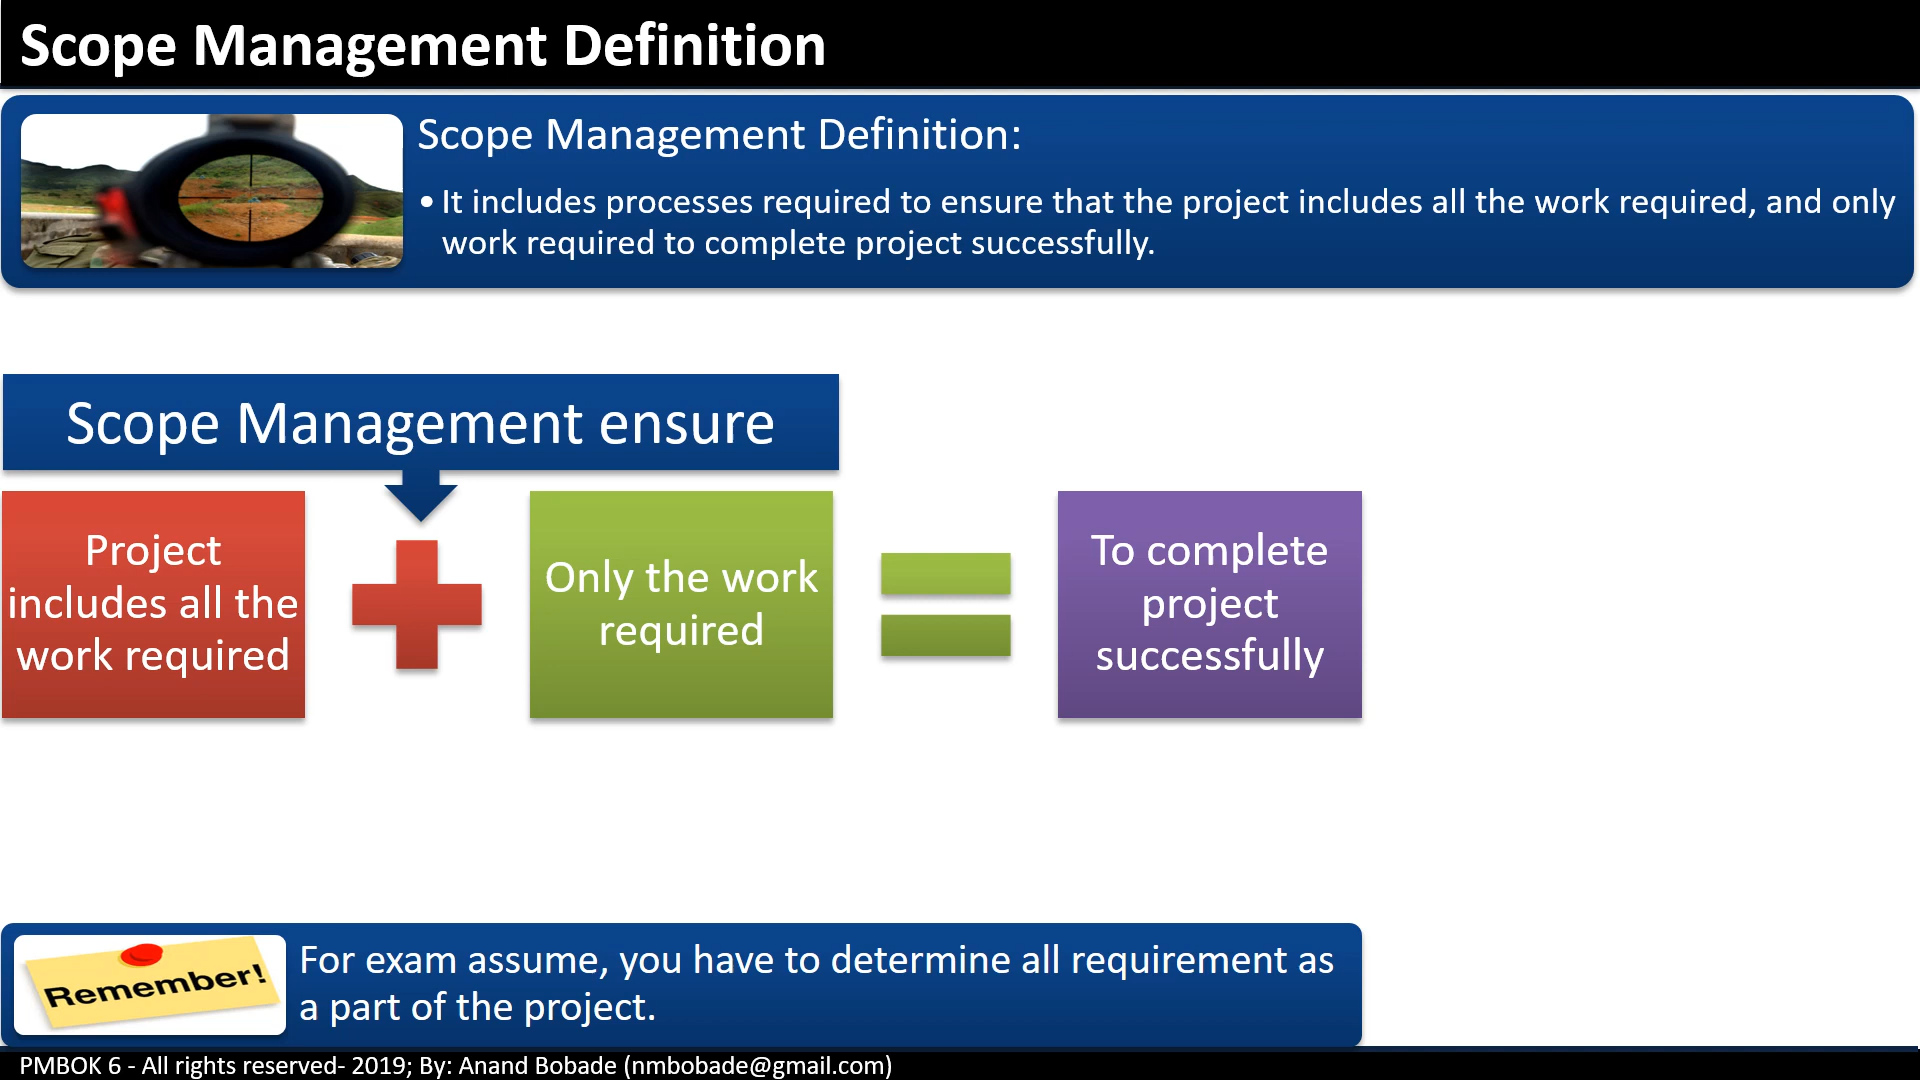 Scope Management Definition
Scope Management Definition:
• It includes processes required to ensure that the project includes all the work required, and only
work required to complete project successfully.
Scope Management ensure
Project
includes all the
work required
Only the work
required
To complete
project
successfully
Remember!
For exam assume, you have to determine all requirement as
a part of the project.
PMBOK 6 - All rights reserved- 2019; By: Anand Bobade (nmbobade@gmail.com)